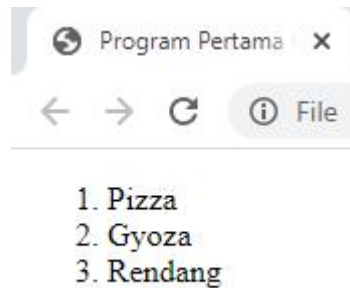 Program Pertama
File
1. Pizza
2. Gyoza
3. Rendang